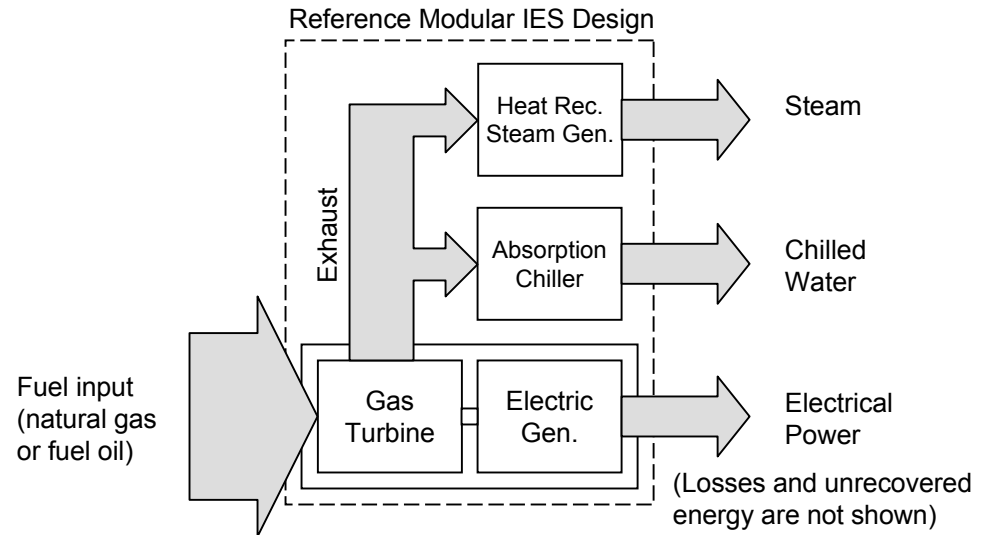 Reference Modular IES Design
Heat Rec.
Steam Gen.
Steam
Exhaust
Absorption
Chiller
Chilled
Water
Fuel input
(natural gas
or fuel oil)
Gas
Turbine
Electric
Gen.
Electrical
Power
(Losses and unrecovered
energy are not shown)